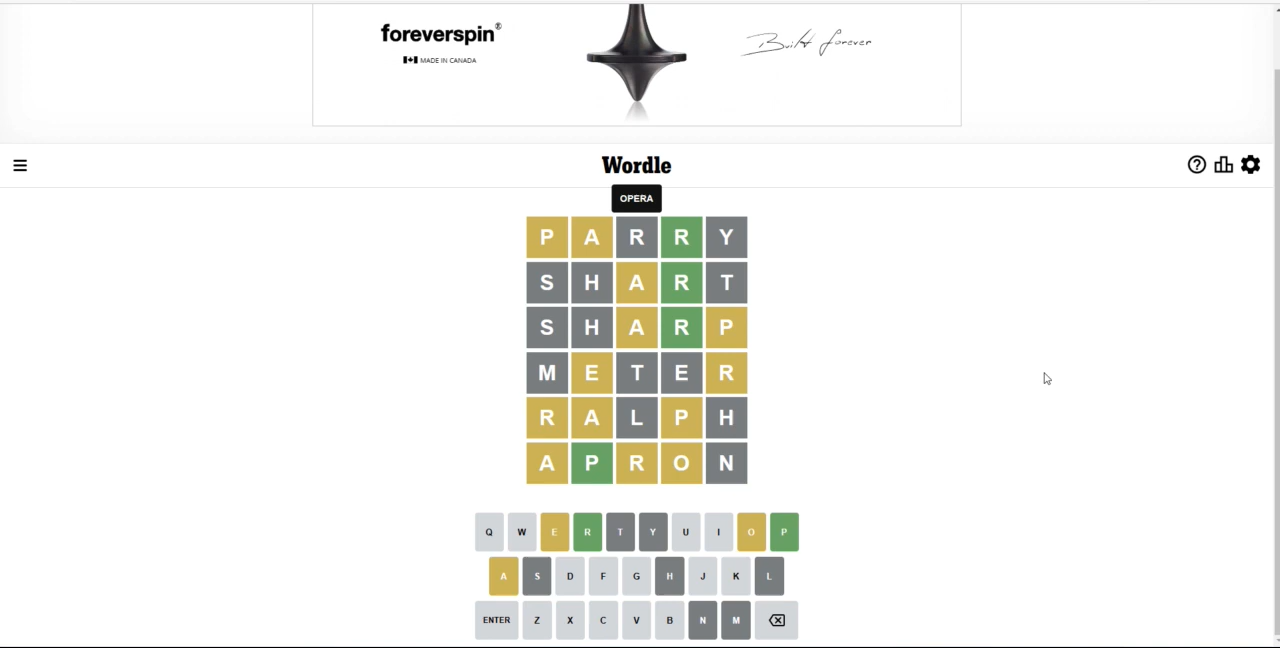 foreverspin®
MADE IN CANADA
Built forever
Wordle
OPERA
P A R R Y
S H A R T
S H A R P
M E T E R
R A L P H
A P R O N
Q W E R T Y U I O P
A S D F G H J K L
ENTER Z X C V B N M